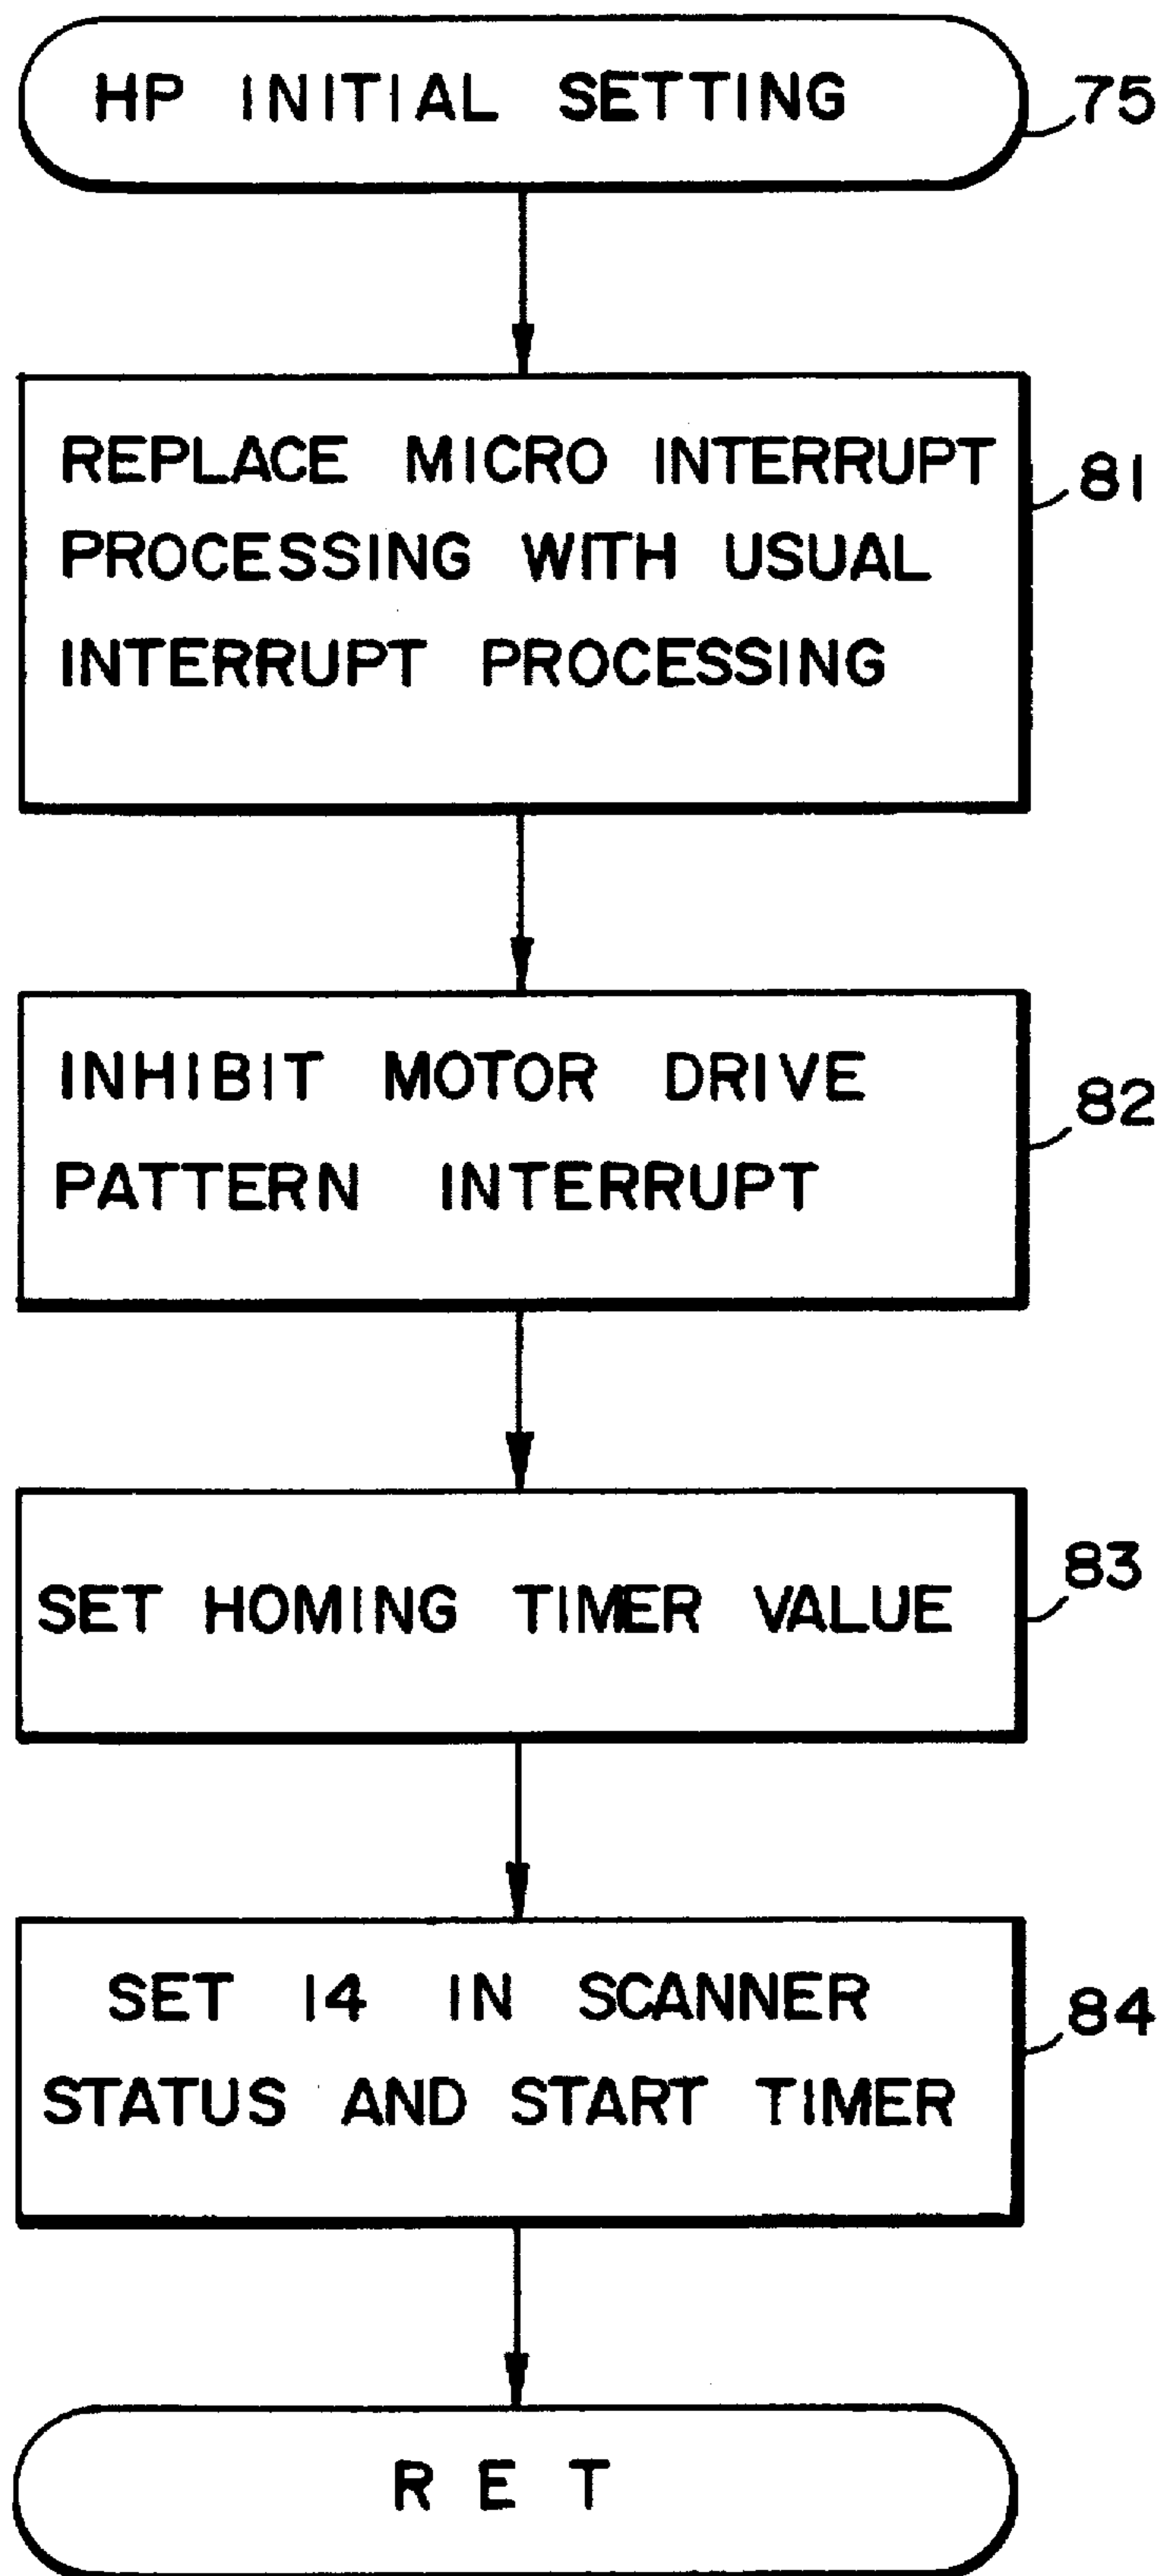 HP INITIAL SETTING
75
REPLACE MICRO INTERRUPT
PROCESSING WITH USUAL
INTERRUPT PROCESSING
81
INHIBIT MOTOR DRIVE
PATTERN INTERRUPT
82
SET HOMING TIMER VALUE
83
SET 14 IN SCANNER
STATUS AND START TIMER
84
RET